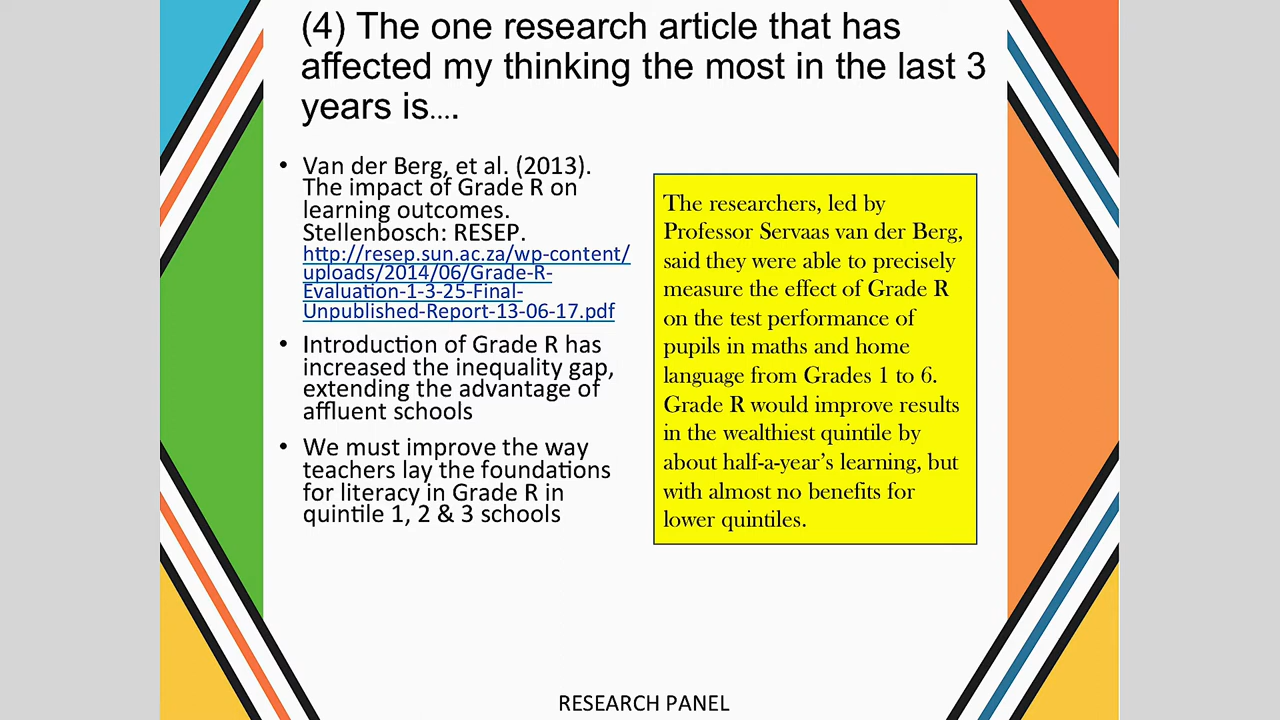 (4) The one research article that has
affected my thinking the most in the last 3
years is….
• Van der Berg, et al. (2013).
The impact of Grade R on
learning outcomes.
Stellenbosch: RESEP.
http://resep.sun.ac.za/wp-content/
uploads/2014/06/Grade-R-
Evaluation-1-3-25-Final-
Unpublished-Report-13-06-17.pdf
• Introduction of Grade R has
increased the inequality gap,
extending the advantage of
affluent schools
• We must improve the way
teachers lay the foundations
for literacy in Grade R in
quintile 1, 2 & 3 schools
The researchers, led by
Professor Servaas van der Berg,
said they were able to precisely
measure the effect of Grade R
on the test performance of
pupils in maths and home
language from Grades 1 to 6.
Grade R would improve results
in the wealthiest quintile by
about half-a-year’s learning, but
with almost no benefits for
lower quintiles.
RESEARCH PANEL